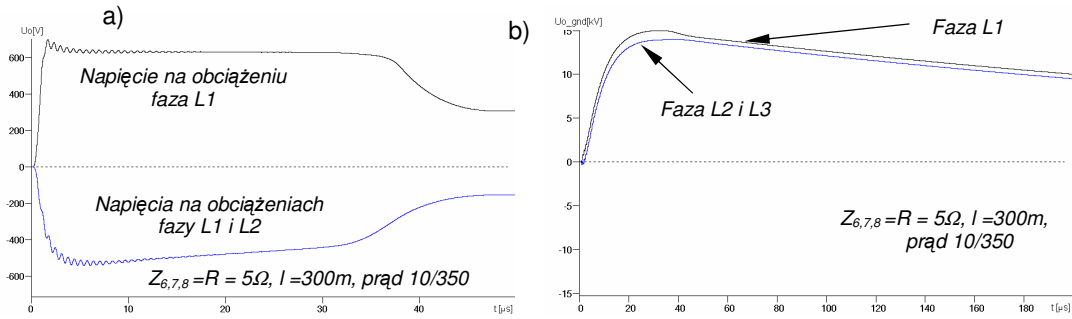 a)
Uo[V]
600
400
200
0
-200
-400
-600
0
10
20
30
40
t [µs]
Napięcie na obciążeniu
faza L1
Napięcia na obciążeniach
fazy L1 i L2
Z6,7,8 =R = 5Ω, l =300m, prąd 10/350
b)
Uo_gnd[kV]
15
10
5
0
-5
-10
-15
0
20
40
60
80
100
120
140
160
180
t [µs]
Faza L1
Faza L2 i L3
Z6,7,8 =R = 5Ω, l =300m,
prąd 10/350